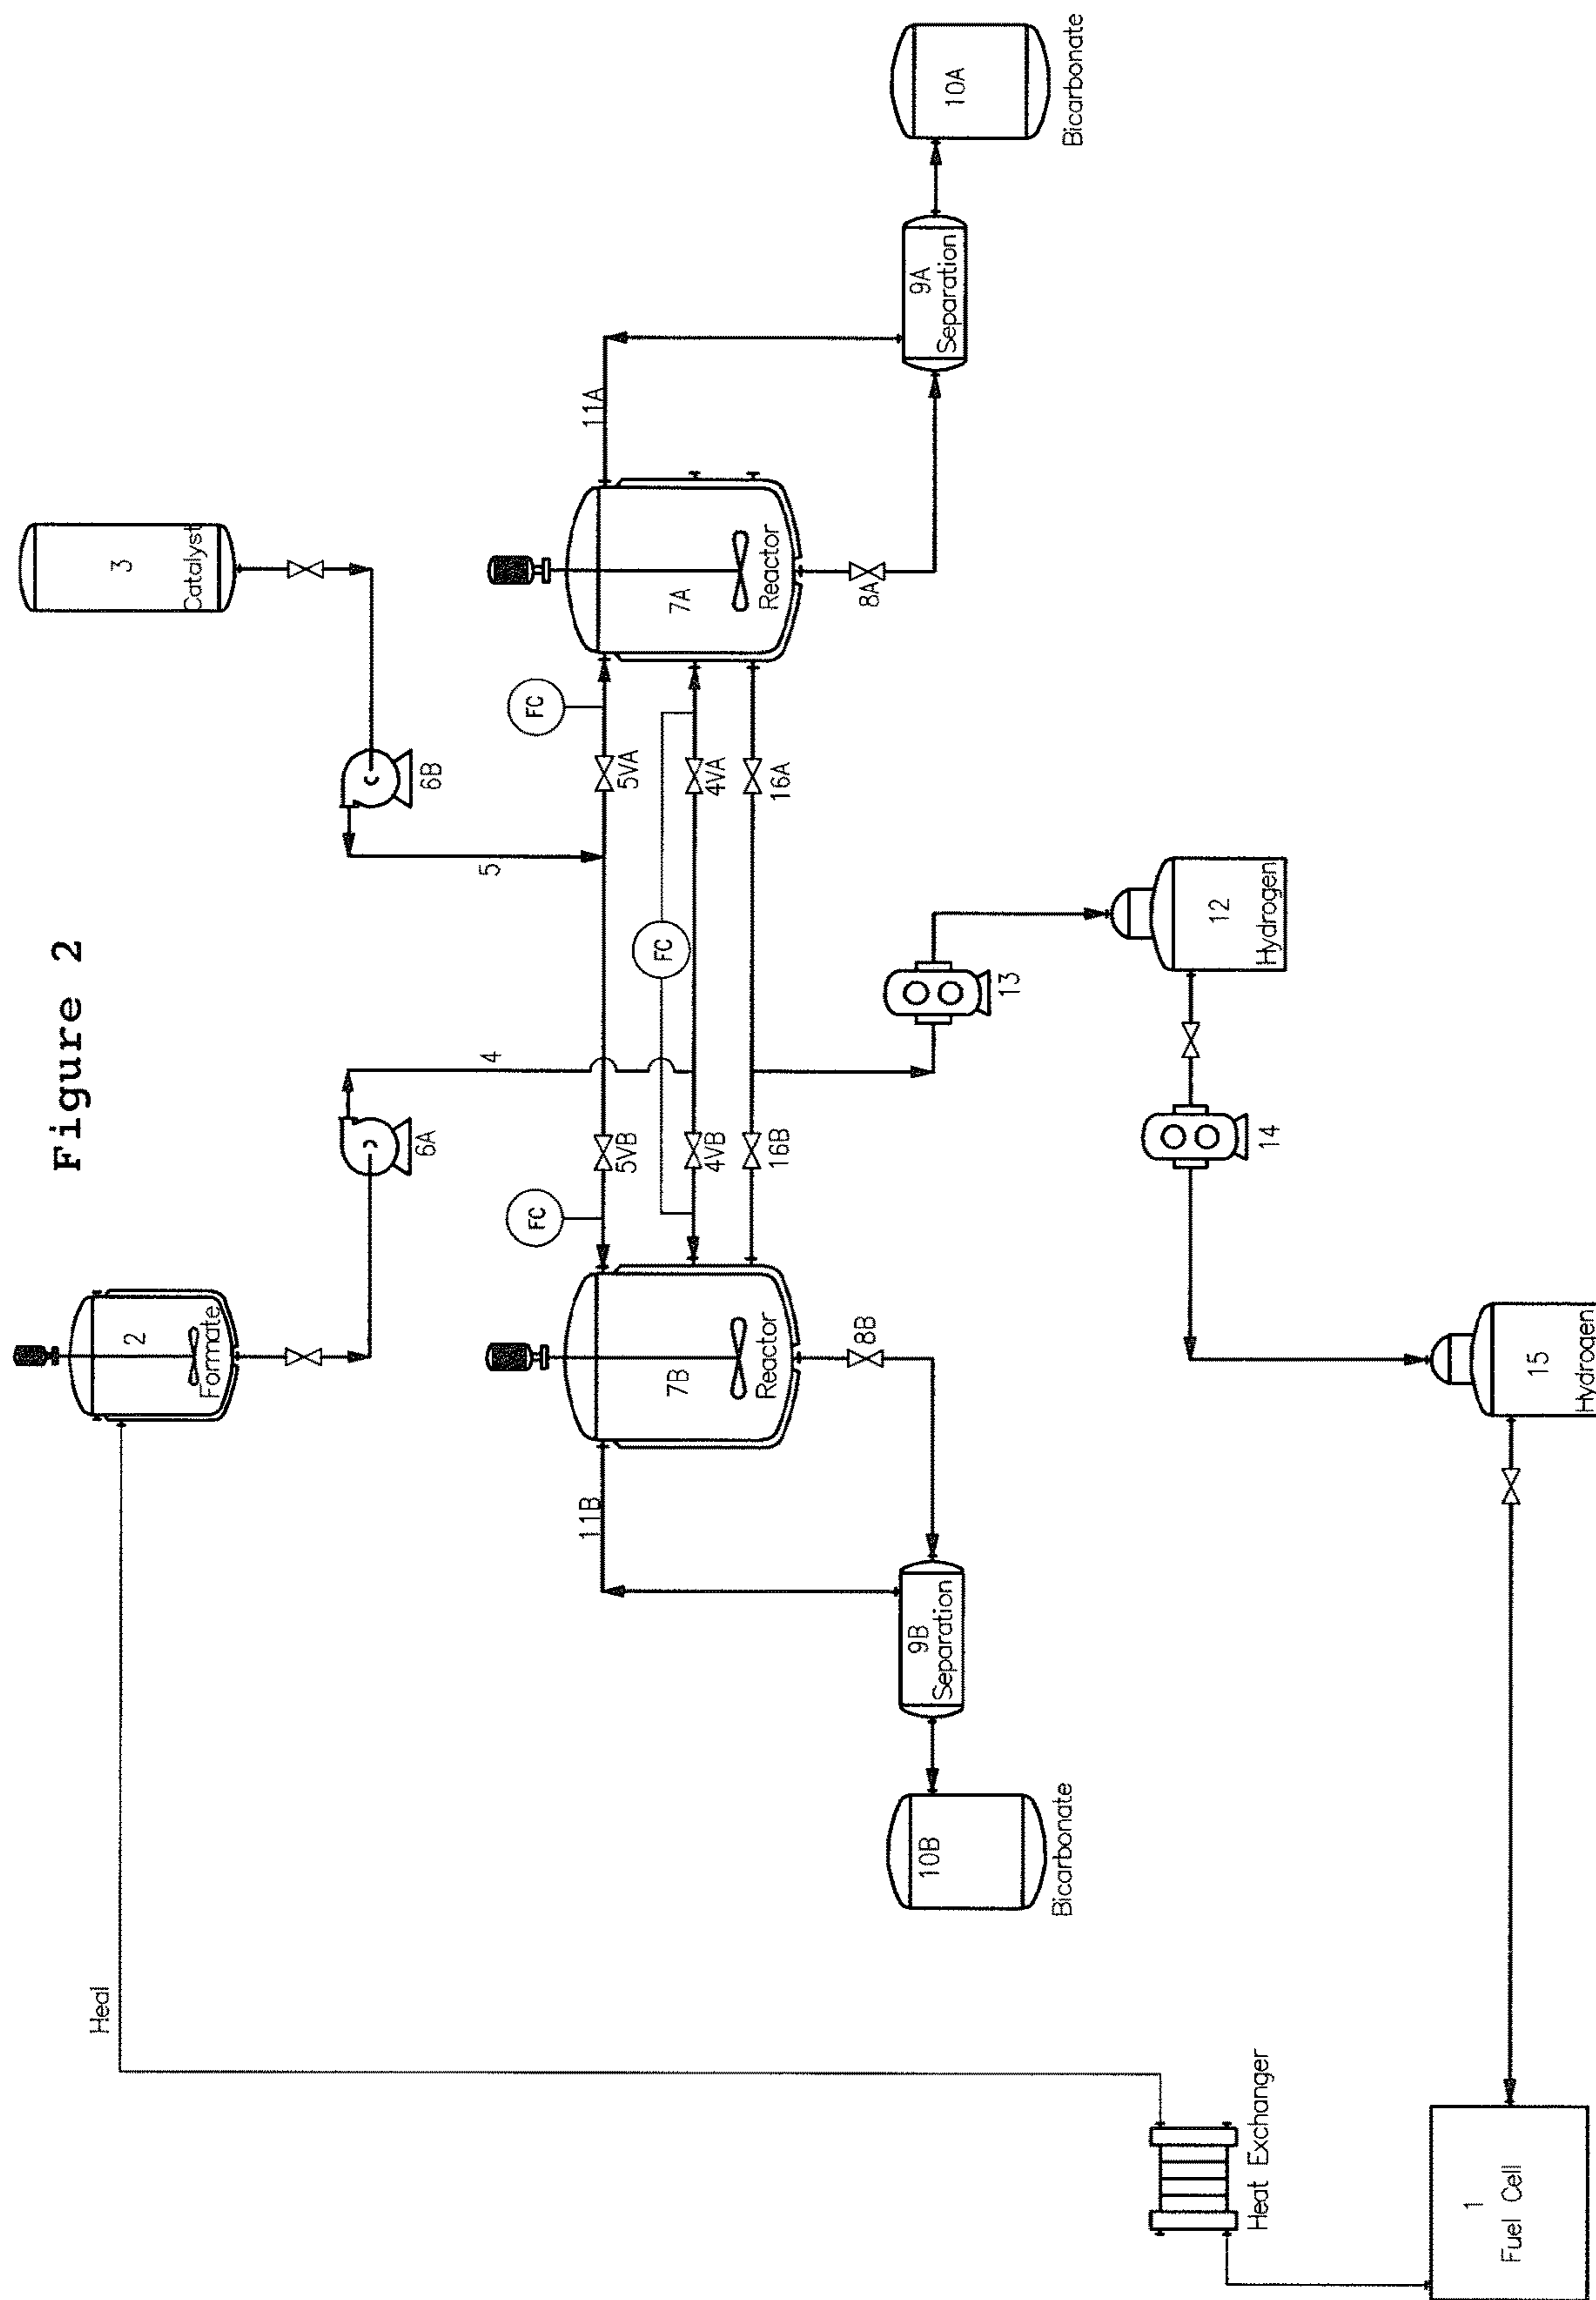 Figure 2
Heal
2
Formate
3
Catalyst
6A
6B
4
5
FC
FC
FC
11B
5VB
5VA
11A
7B
Reactor
4VB
4VA
7A
Reactor
16B
16A
8B
8A
10B
Bicarbonate
9B
Separation
13
9A
Separation
10A
Bicarbonate
12
Hydrogen
14
Heat Exchanger
1
Fuel Cell
15
Hydrogen